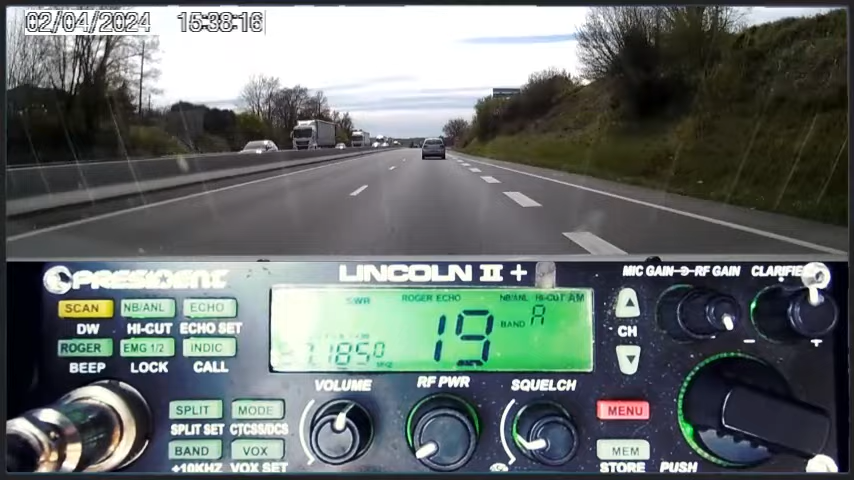 02/04/2024 15:38:16
PRESIDENT LINCOLN II + MIC GAIN RF GAIN CLARIFIER
SCAN NB/ANL ECHO
DW HI-CUT ECHO SET
ROGER EMG 1/2 INDIC
BEEP LOCK CALL
SWR ROGER ECHO NB/ANL HI-CUT AM
19 BAND A
27.1850
CH
- +
VOLUME RF PWR SQUELCH
SPLIT MODE MENU
SPLIT SET CTCSS/DCS
BAND VOX MEM
+10KHZ VOX SET STORE PUSH